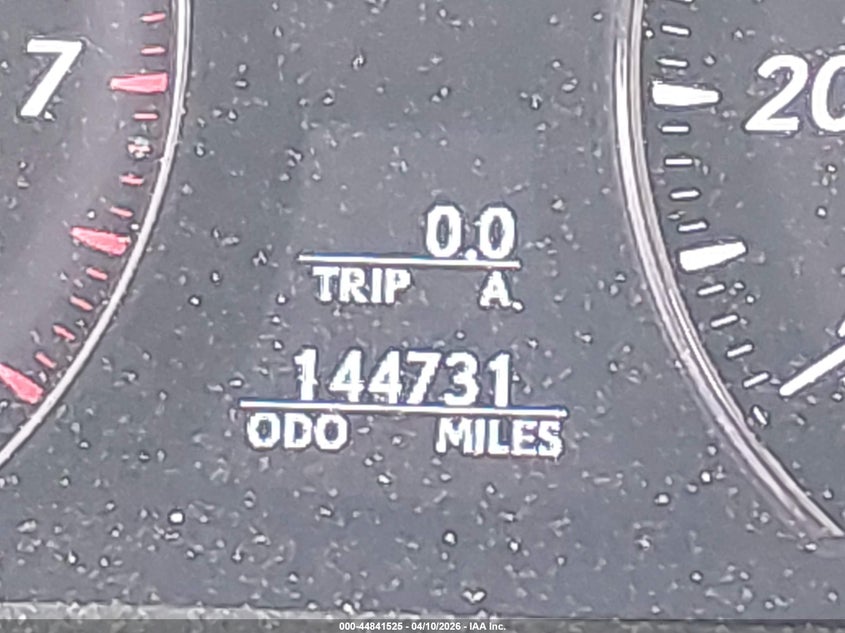 7
20
0.0
TRIP A.
144731
ODO MILES
000-44841525 - 04/10/2026 - IAA Inc.